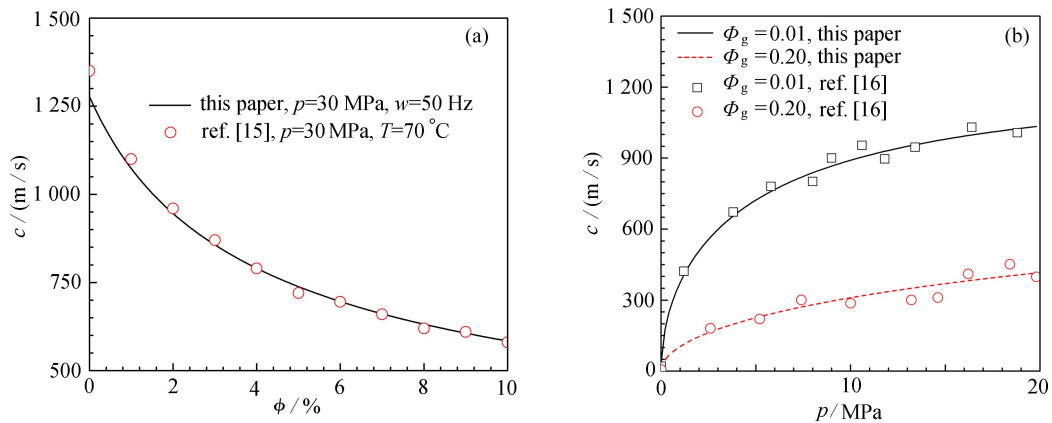 1 500
(a)
this paper, p=30 MPa, w=50 Hz
ref. [15], p=30 MPa, T=70 °C
1 250
c / (m / s)
1 000
750
500
0 2 4 6 8 10
ϕ / %
1 500
(b)
Φg = 0.01, this paper
Φg = 0.20, this paper
Φg = 0.01, ref. [16]
Φg = 0.20, ref. [16]
1 200
c / (m / s)
900
600
300
0
0 10 20
p / MPa